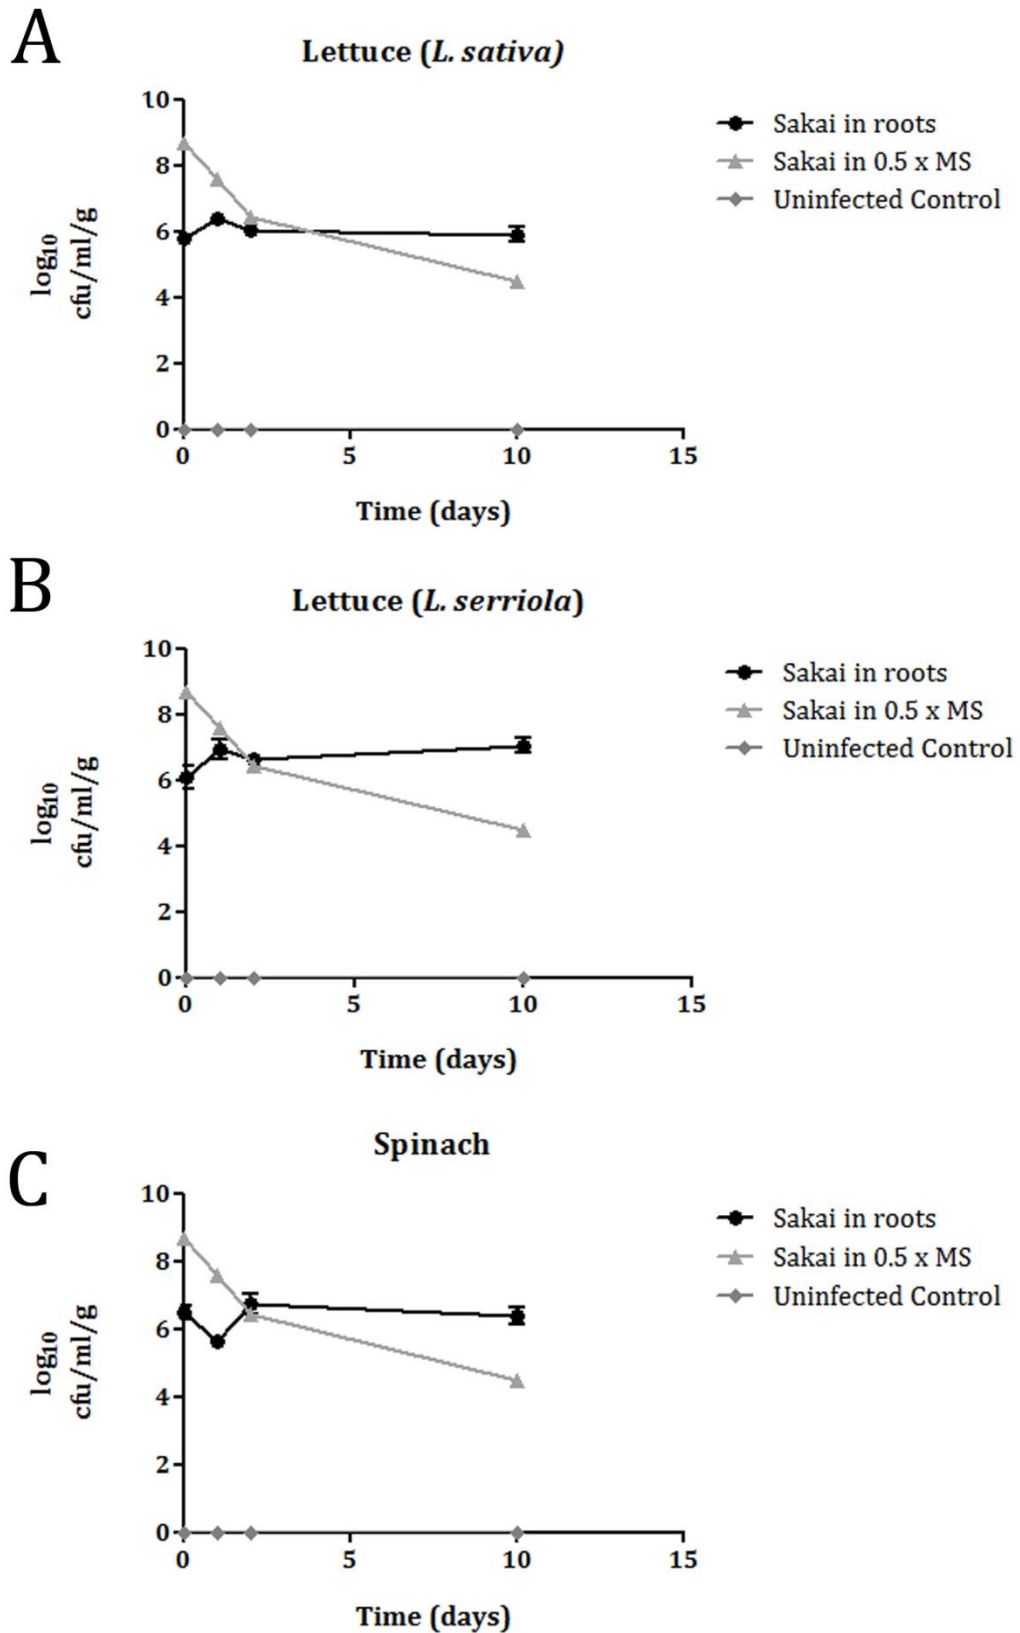 A
Lettuce (L. sativa)
10
8
6
4
2
0
log10
cfu/ml/g
0 5 10 15
Time (days)
Sakai in roots
Sakai in 0.5 x MS
Uninfected Control
B
Lettuce (L. serriola)
10
8
6
4
2
0
log10
cfu/ml/g
0 5 10 15
Time (days)
Sakai in roots
Sakai in 0.5 x MS
Uninfected Control
C
Spinach
10
8
6
4
2
0
log10
cfu/ml/g
0 5 10 15
Time (days)
Sakai in roots
Sakai in 0.5 x MS
Uninfected Control